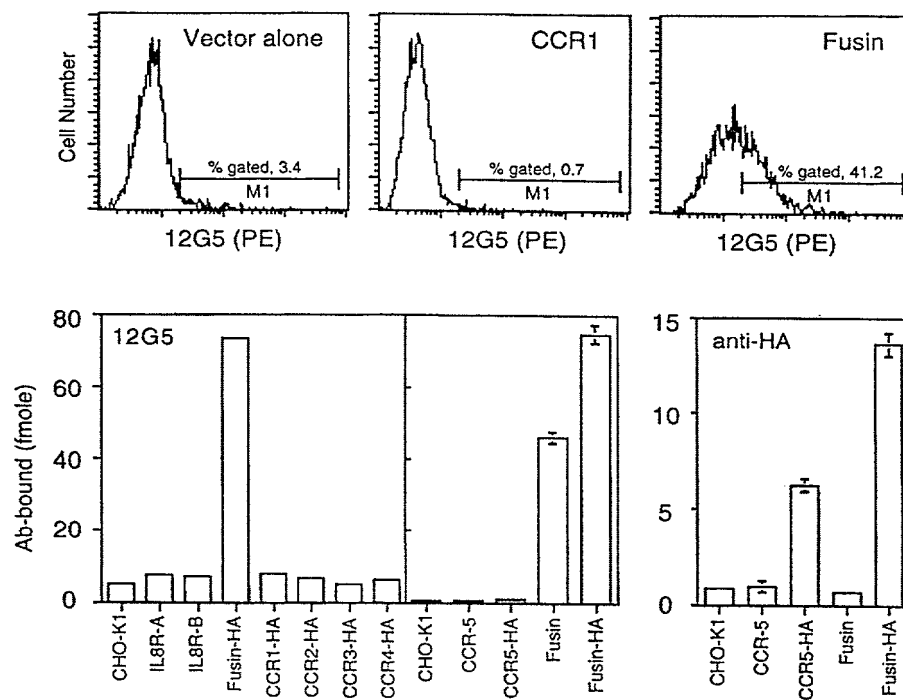 Vector alone
CCR1
Fusin
Cell Number
% gated, 3.4
M1
% gated, 0.7
M1
% gated, 41.2
M1
12G5 (PE)
12G5 (PE)
12G5 (PE)
Ab-bound (fmole)
80
60
40
20
0
12G5
CHO-K1
IL8R-A
IL8R-B
Fusin-HA
CCR1-HA
CCR2-HA
CCR3-HA
CCR4-HA
CHO-K1
CCR-5
CCR5-HA
Fusin
Fusin-HA
15
10
5
0
anti-HA
CHO-K1
CCR-5
CCR5-HA
Fusin
Fusin-HA